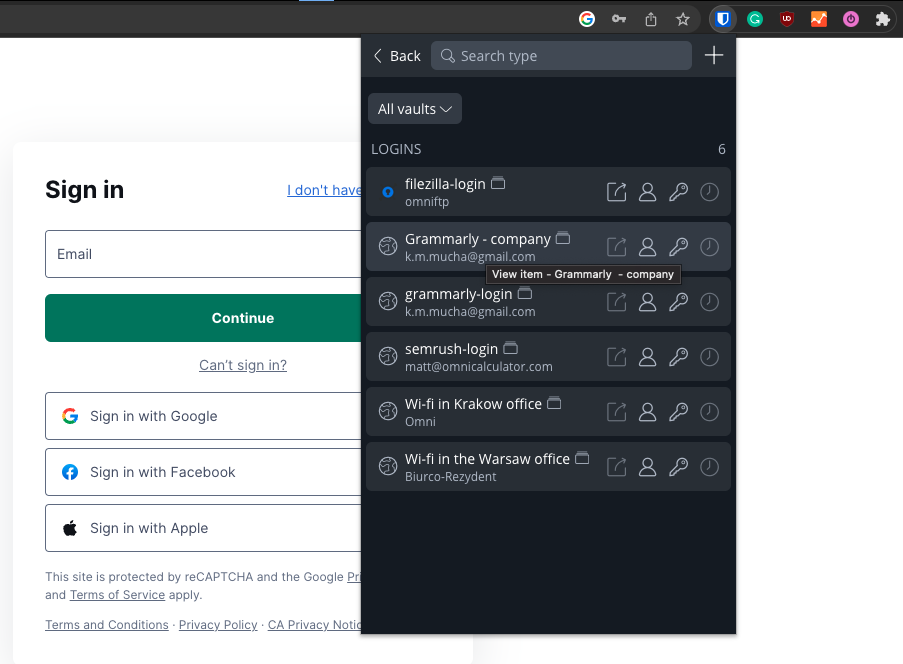 Back
Search type
All vaults
LOGINS
6
filezilla-login
omniftp
Grammarly - company
k.m.mucha@gmail.com
View item - Grammarly - company
grammarly-login
k.m.mucha@gmail.com
semrush-login
matt@omnicalculator.com
Wi-fi in Krakow office
Omni
Wi-fi in the Warsaw office
Biurco-Rezydent
Sign in
I don't have
Email
Continue
Can't sign in?
Sign in with Google
Sign in with Facebook
Sign in with Apple
This site is protected by reCAPTCHA and the Google
and Terms of Service apply.
Terms and Conditions · Privacy Policy · CA Privacy